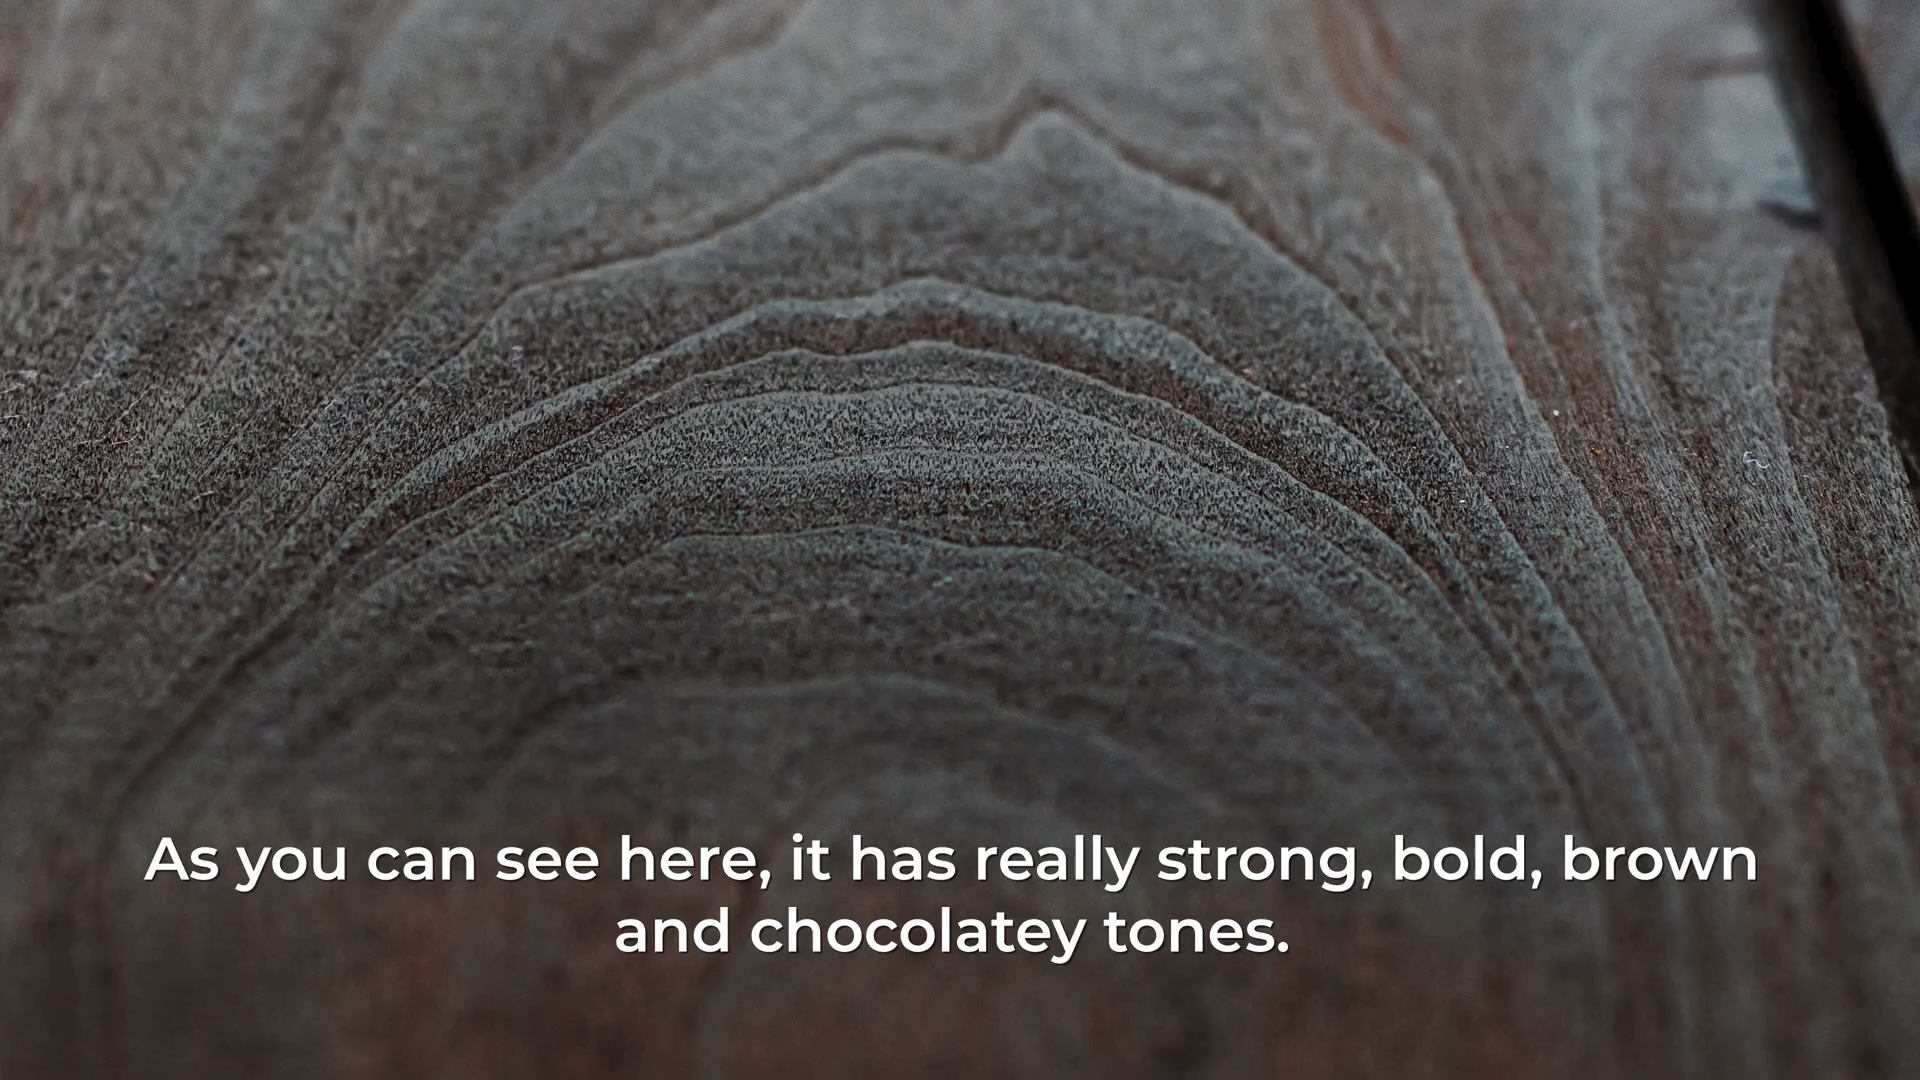 As you can see here, it has really strong, bold, brown
and chocolatey tones.